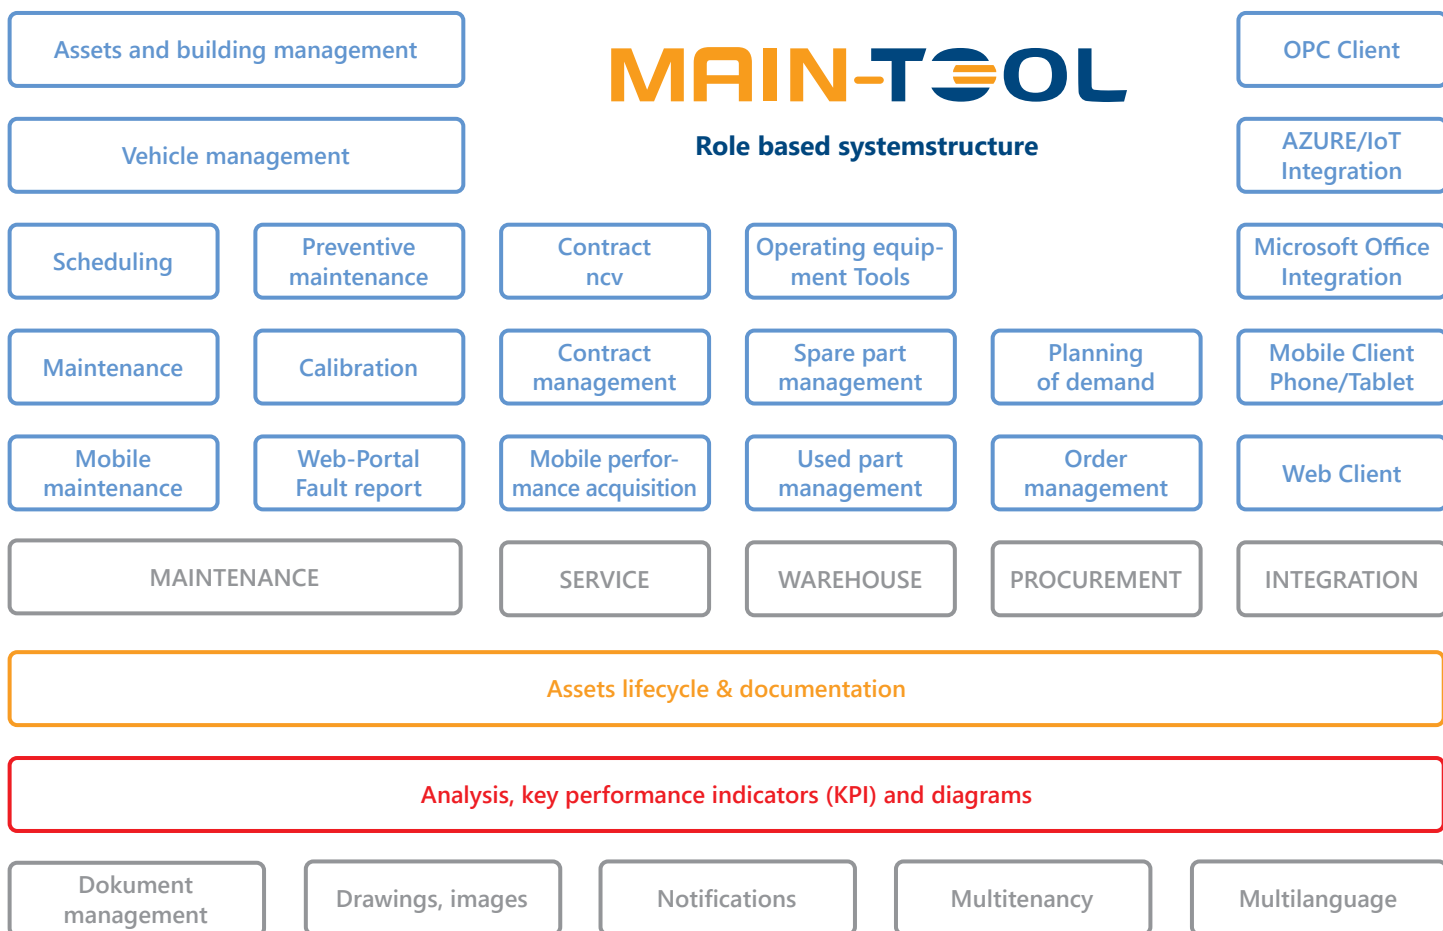 Assets and building management
MAIN-TOOL
OPC Client
Vehicle management
Role based systemstructure
AZURE/IoT
Integration
Scheduling
Preventive
maintenance
Contract
ncv
Operating equip-
ment Tools
Microsoft Office
Integration
Maintenance
Calibration
Contract
management
Spare part
management
Planning
of demand
Mobile Client
Phone/Tablet
Mobile
maintenance
Web-Portal
Fault report
Mobile perfor-
mance acquisition
Used part
management
Order
management
Web Client
MAINTENANCE
SERVICE
WAREHOUSE
PROCUREMENT
INTEGRATION
Assets lifecycle & documentation
Analysis, key performance indicators (KPI) and diagrams
Dokument
management
Drawings, images
Notifications
Multitenancy
Multilanguage